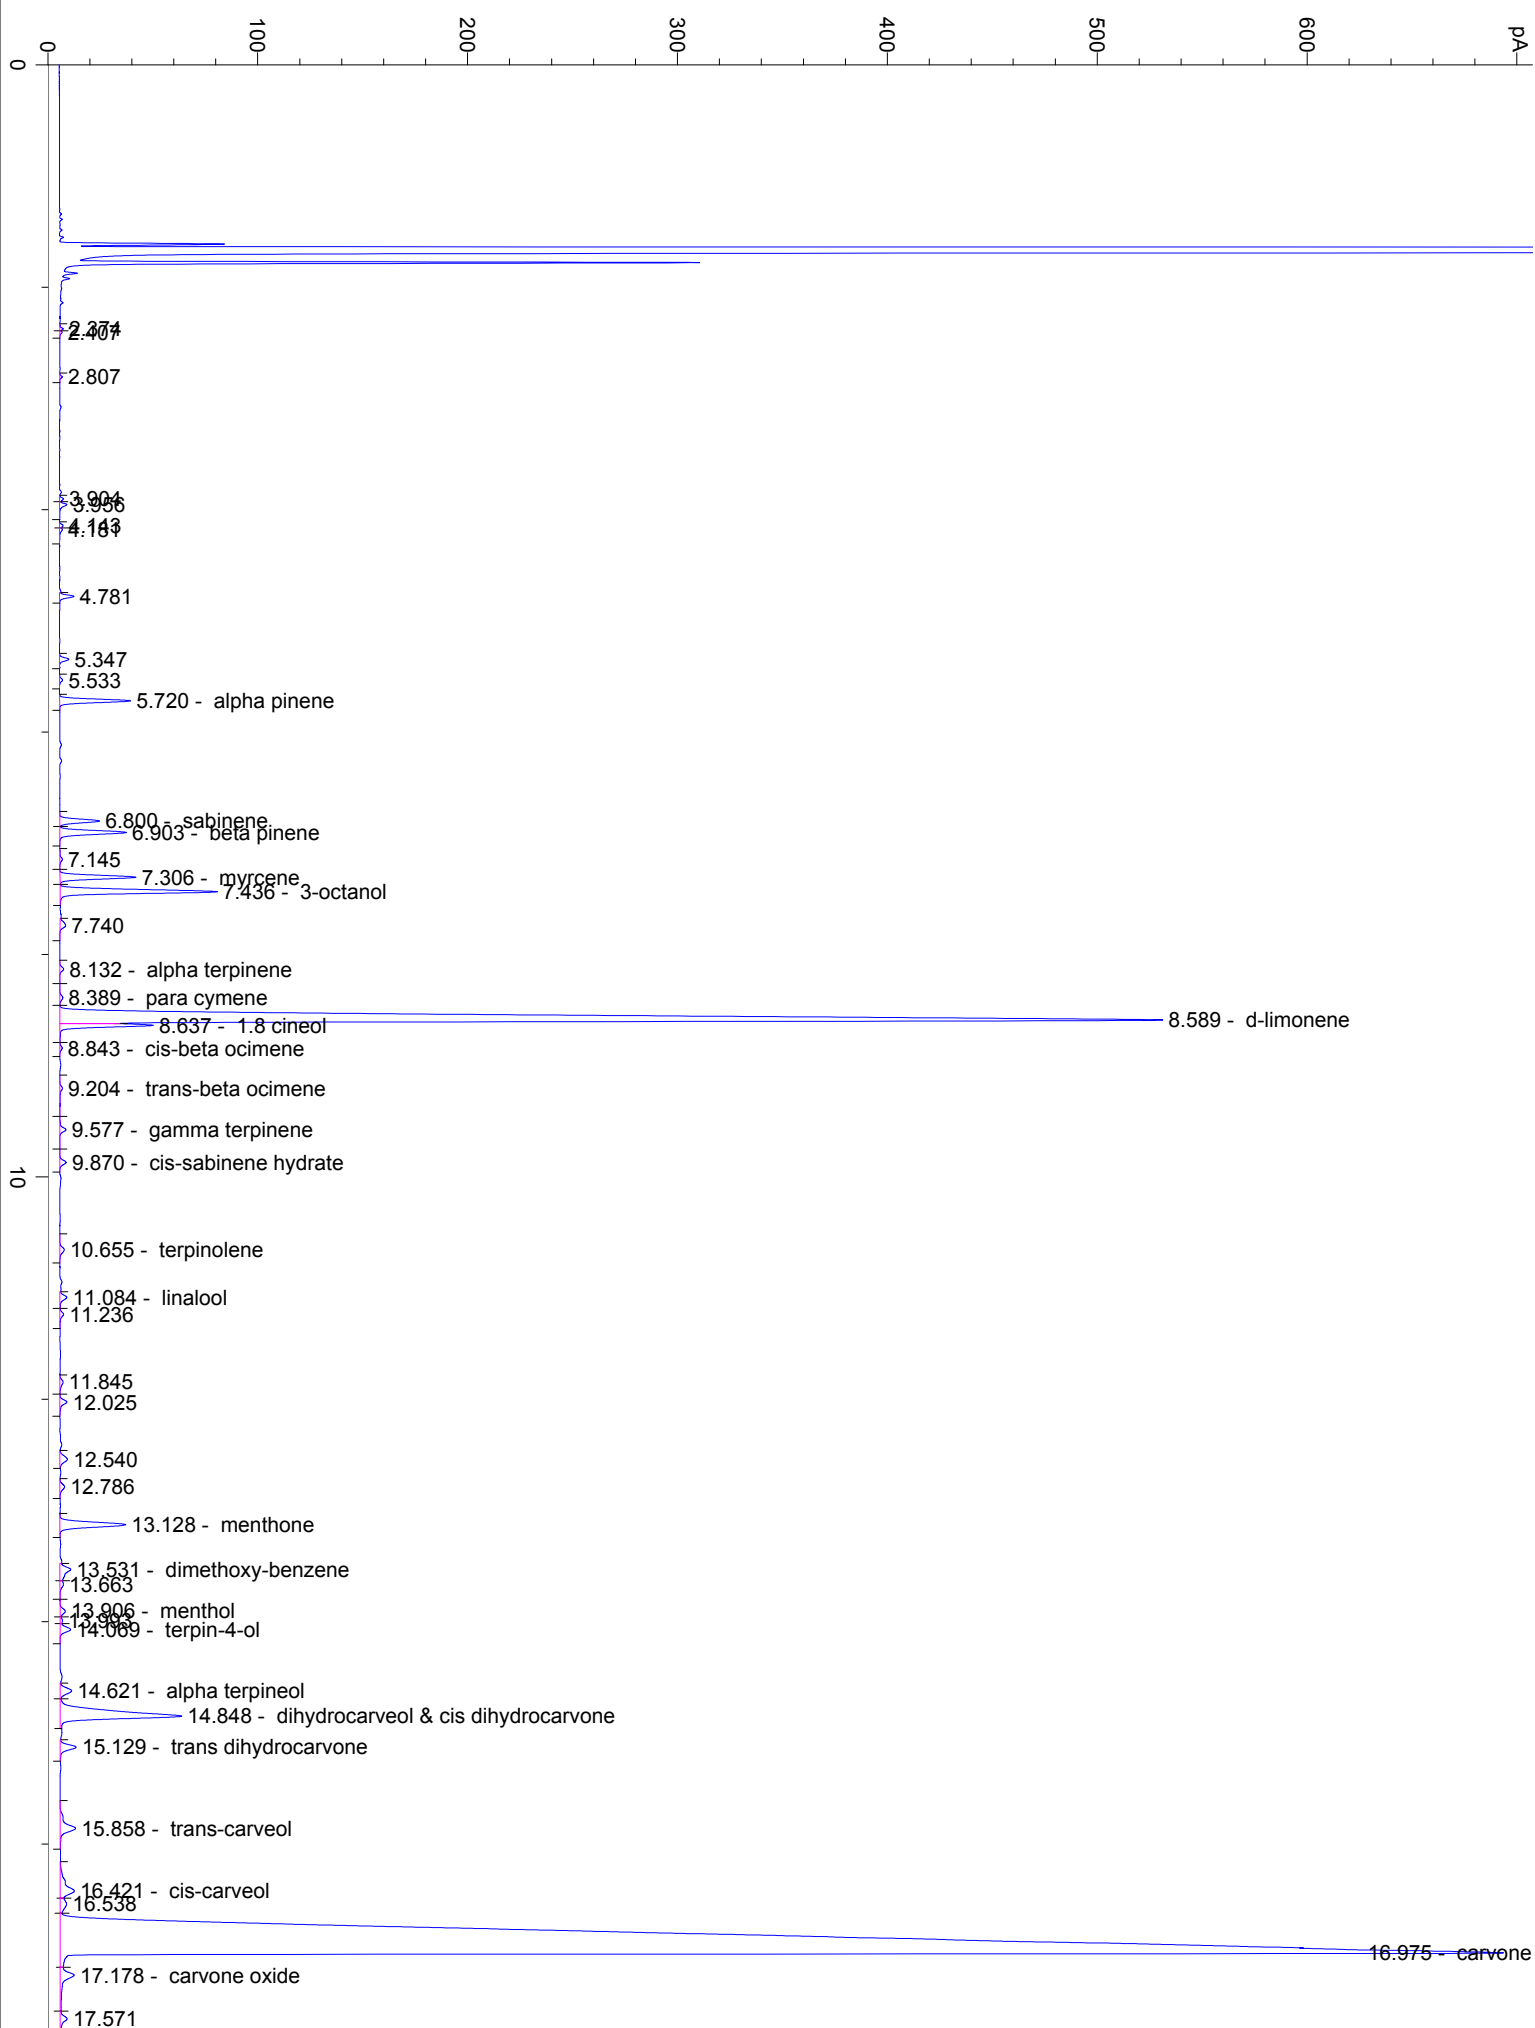 pA
0
100
200
300
400
500
600
0
2.374
2.407
2.807
3.904
3.956
4.143
4.181
4.781
5.347
5.533
5.720 - alpha pinene
6.800 - sabinene
6.903 - beta pinene
7.145
7.306 - myrcene
7.436 - 3-octanol
7.740
8.132 - alpha terpinene
8.389 - para cymene
8.589 - d-limonene
8.637 - 1.8 cineol
8.843 - cis-beta ocimene
9.204 - trans-beta ocimene
9.577 - gamma terpinene
9.870 - cis-sabinene hydrate
10
10.655 - terpinolene
11.084 - linalool
11.236
11.845
12.025
12.540
12.786
13.128 - menthone
13.531 - dimethoxy-benzene
13.663
13.906 - menthol
13.993
14.069 - terpin-4-ol
14.621 - alpha terpineol
14.848 - dihydrocarveol & cis dihydrocarvone
15.129 - trans dihydrocarvone
15.858 - trans-carveol
16.421 - cis-carveol
16.538
16.975 - carvone
17.178 - carvone oxide
17.571